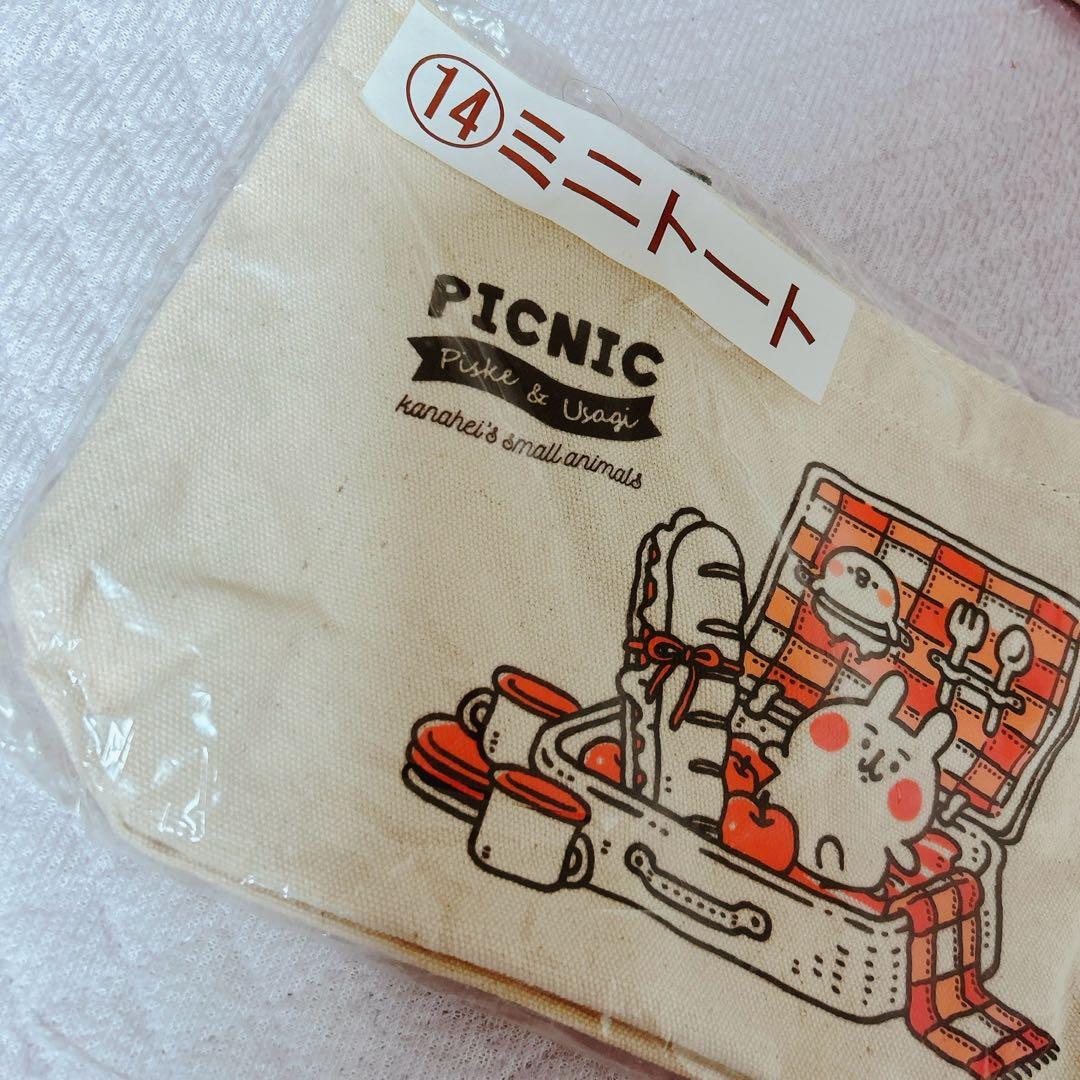 ⑭ミニトート
PICNIC
Piske & Usagi
kanahei's small animals